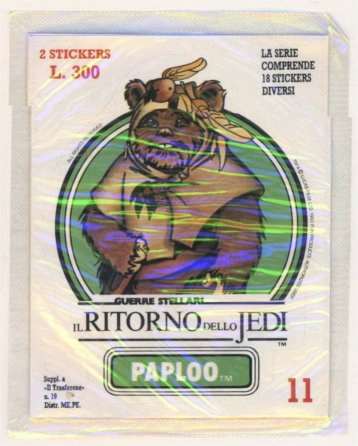 2 STICKERS
L. 300
LA SERIE
COMPRENDE
18 STICKERS
DIVERSI
GUERRE STELLARI
IL RITORNO DELLO JEDI
TM
PAPLOO TM
Suppl. a
«Il Trasferone»
n. 19
Distr. ME.PE.
11